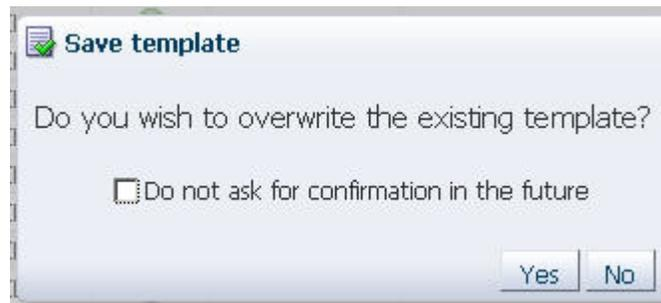 Save template
Do you wish to overwrite the existing template?
Do not ask for confirmation in the future
Yes No